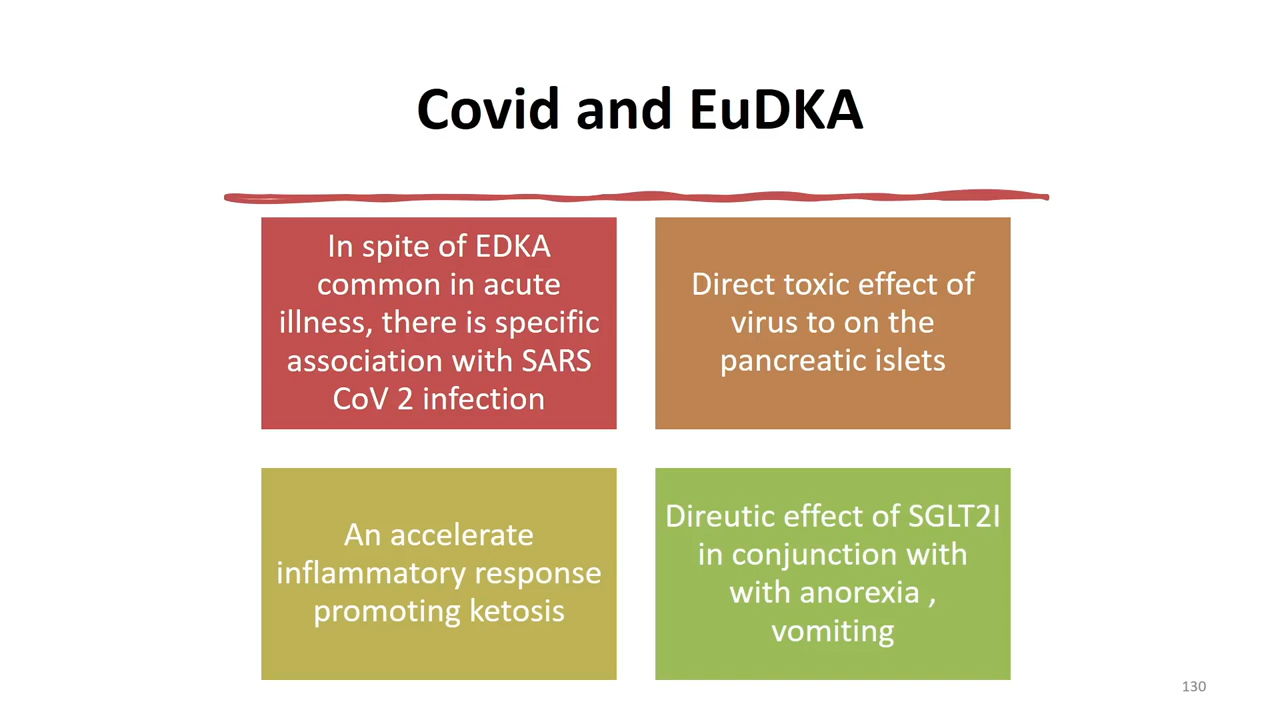 Covid and EuDKA
In spite of EDKA
common in acute
illness, there is specific
association with SARS
CoV 2 infection
Direct toxic effect of
virus to on the
pancreatic islets
An accelerate
inflammatory response
promoting ketosis
Direutic effect of SGLT2I
in conjunction with
with anorexia ,
vomiting
130